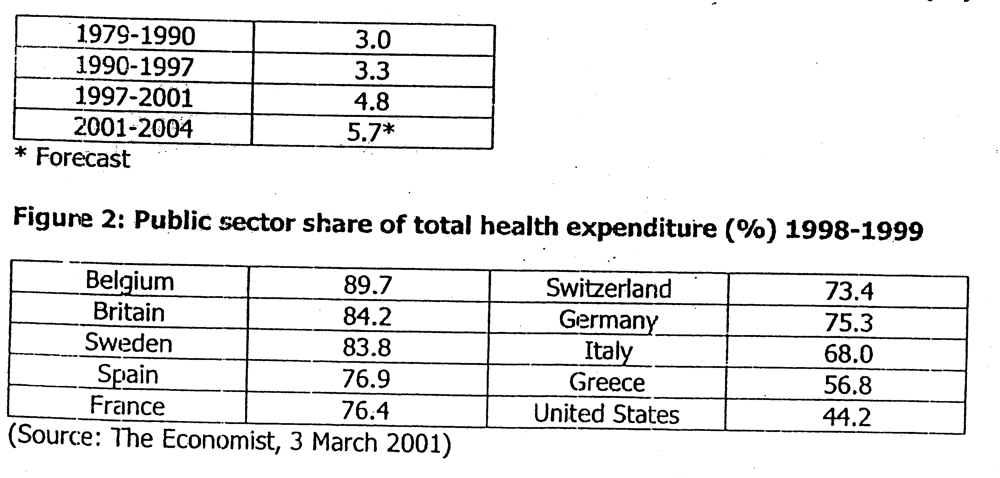 1979-1990 3.0
1990-1997 3.3
1997-2001 4.8
2001-2004 5.7*
* Forecast
Figure 2: Public sector share of total health expenditure (%) 1998-1999
Belgium 89.7 Switzerland 73.4
Britain 84.2 Germany 75.3
Sweden 83.8 Italy 68.0
Spain 76.9 Greece 56.8
France 76.4 United States 44.2
(Source: The Economist, 3 March 2001)